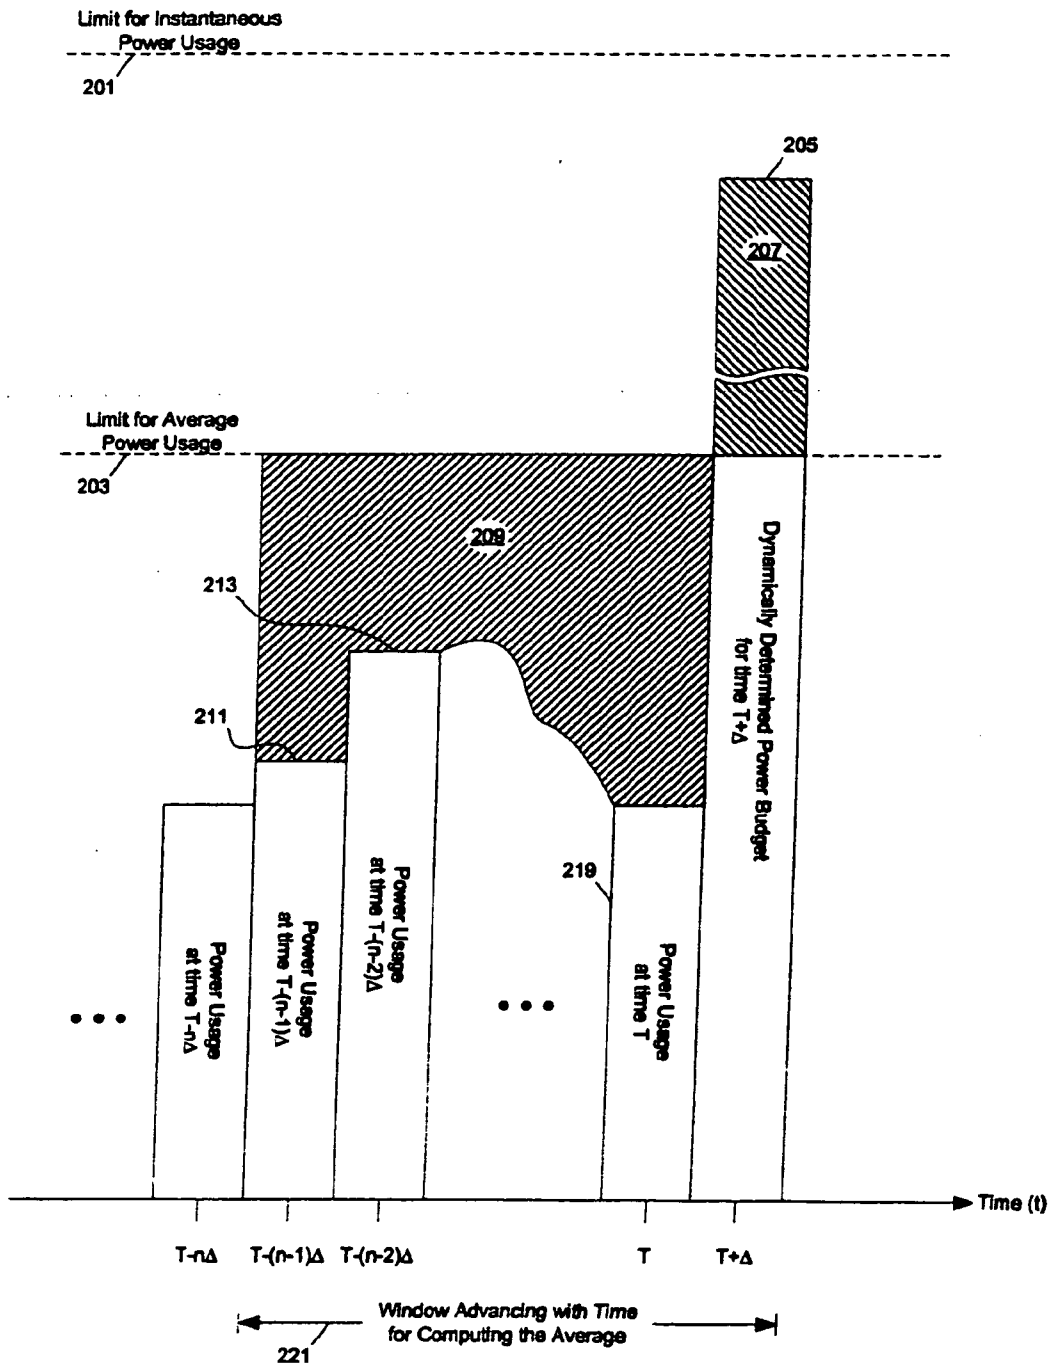 Limit for Instantaneous
Power Usage
201
205
207
Limit for Average
Power Usage
203
209
213
211
219
Dynamically Determined Power Budget
for time T+Δ
Power Usage
at time T-nΔ
Power Usage
at time T-(n-1)Δ
Power Usage
at time T-(n-2)Δ
Power Usage
at time T
Time (t)
T-nΔ
T-(n-1)Δ
T-(n-2)Δ
T
T+Δ
Window Advancing with Time
for Computing the Average
221